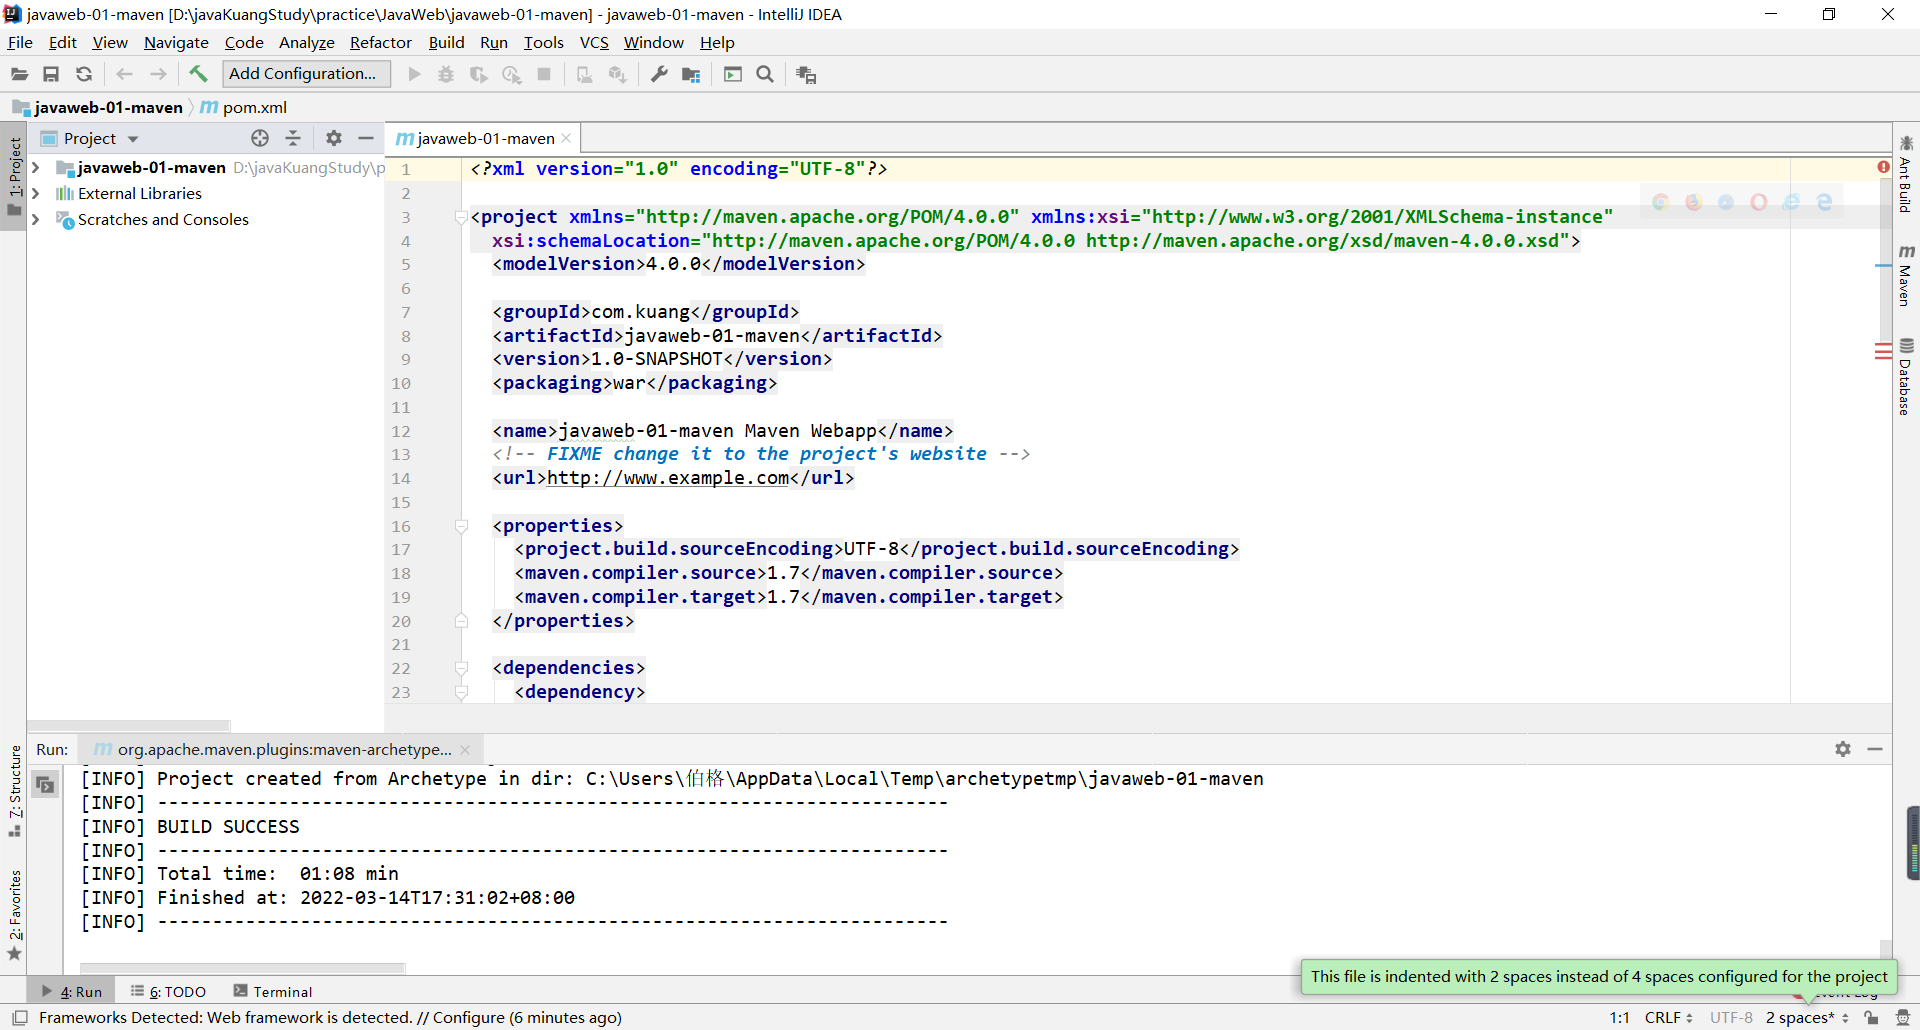 javaweb-01-maven [D:\javaKuangStudy\practice\JavaWeb\javaweb-01-maven] - javaweb-01-maven - IntelliJ IDEA
File Edit View Navigate Code Analyze Refactor Build Run Tools VCS Window Help
Add Configuration...
javaweb-01-maven pom.xml
Project
javaweb-01-maven
1: Project
javaweb-01-maven D:\javaKuangStudy\p
External Libraries
Scratches and Consoles
1 <?xml version="1.0" encoding="UTF-8"?>
2
3 <project xmlns="http://maven.apache.org/POM/4.0.0" xmlns:xsi="http://www.w3.org/2001/XMLSchema-instance"
4 xsi:schemaLocation="http://maven.apache.org/POM/4.0.0 http://maven.apache.org/xsd/maven-4.0.0.xsd">
5 <modelVersion>4.0.0</modelVersion>
6
7 <groupId>com.kuang</groupId>
8 <artifactId>javaweb-01-maven</artifactId>
9 <version>1.0-SNAPSHOT</version>
10 <packaging>war</packaging>
11
12 <name>javaweb-01-maven Maven Webapp</name>
13 <!-- FIXME change it to the project's website -->
14 <url>http://www.example.com</url>
15
16 <properties>
17 <project.build.sourceEncoding>UTF-8</project.build.sourceEncoding>
18 <maven.compiler.source>1.7</maven.compiler.source>
19 <maven.compiler.target>1.7</maven.compiler.target>
20 </properties>
21
22 <dependencies>
23 <dependency>
Ant Build
Maven
Database
7: Structure
2: Favorites
Run: org.apache.maven.plugins:maven-archetype...
[INFO] Project created from Archetype in dir: C:\Users\伯格\AppData\Local\Temp\archetypetmp\javaweb-01-maven
[INFO] ------------------------------------------------------------------------
[INFO] BUILD SUCCESS
[INFO] ------------------------------------------------------------------------
[INFO] Total time:  01:08 min
[INFO] Finished at: 2022-03-14T17:31:02+08:00
[INFO] ------------------------------------------------------------------------
This file is indented with 2 spaces instead of 4 spaces configured for the project
4: Run 6: TODO Terminal
Frameworks Detected: Web framework is detected. // Configure (6 minutes ago) 1:1 CRLF UTF-8 2 spaces*